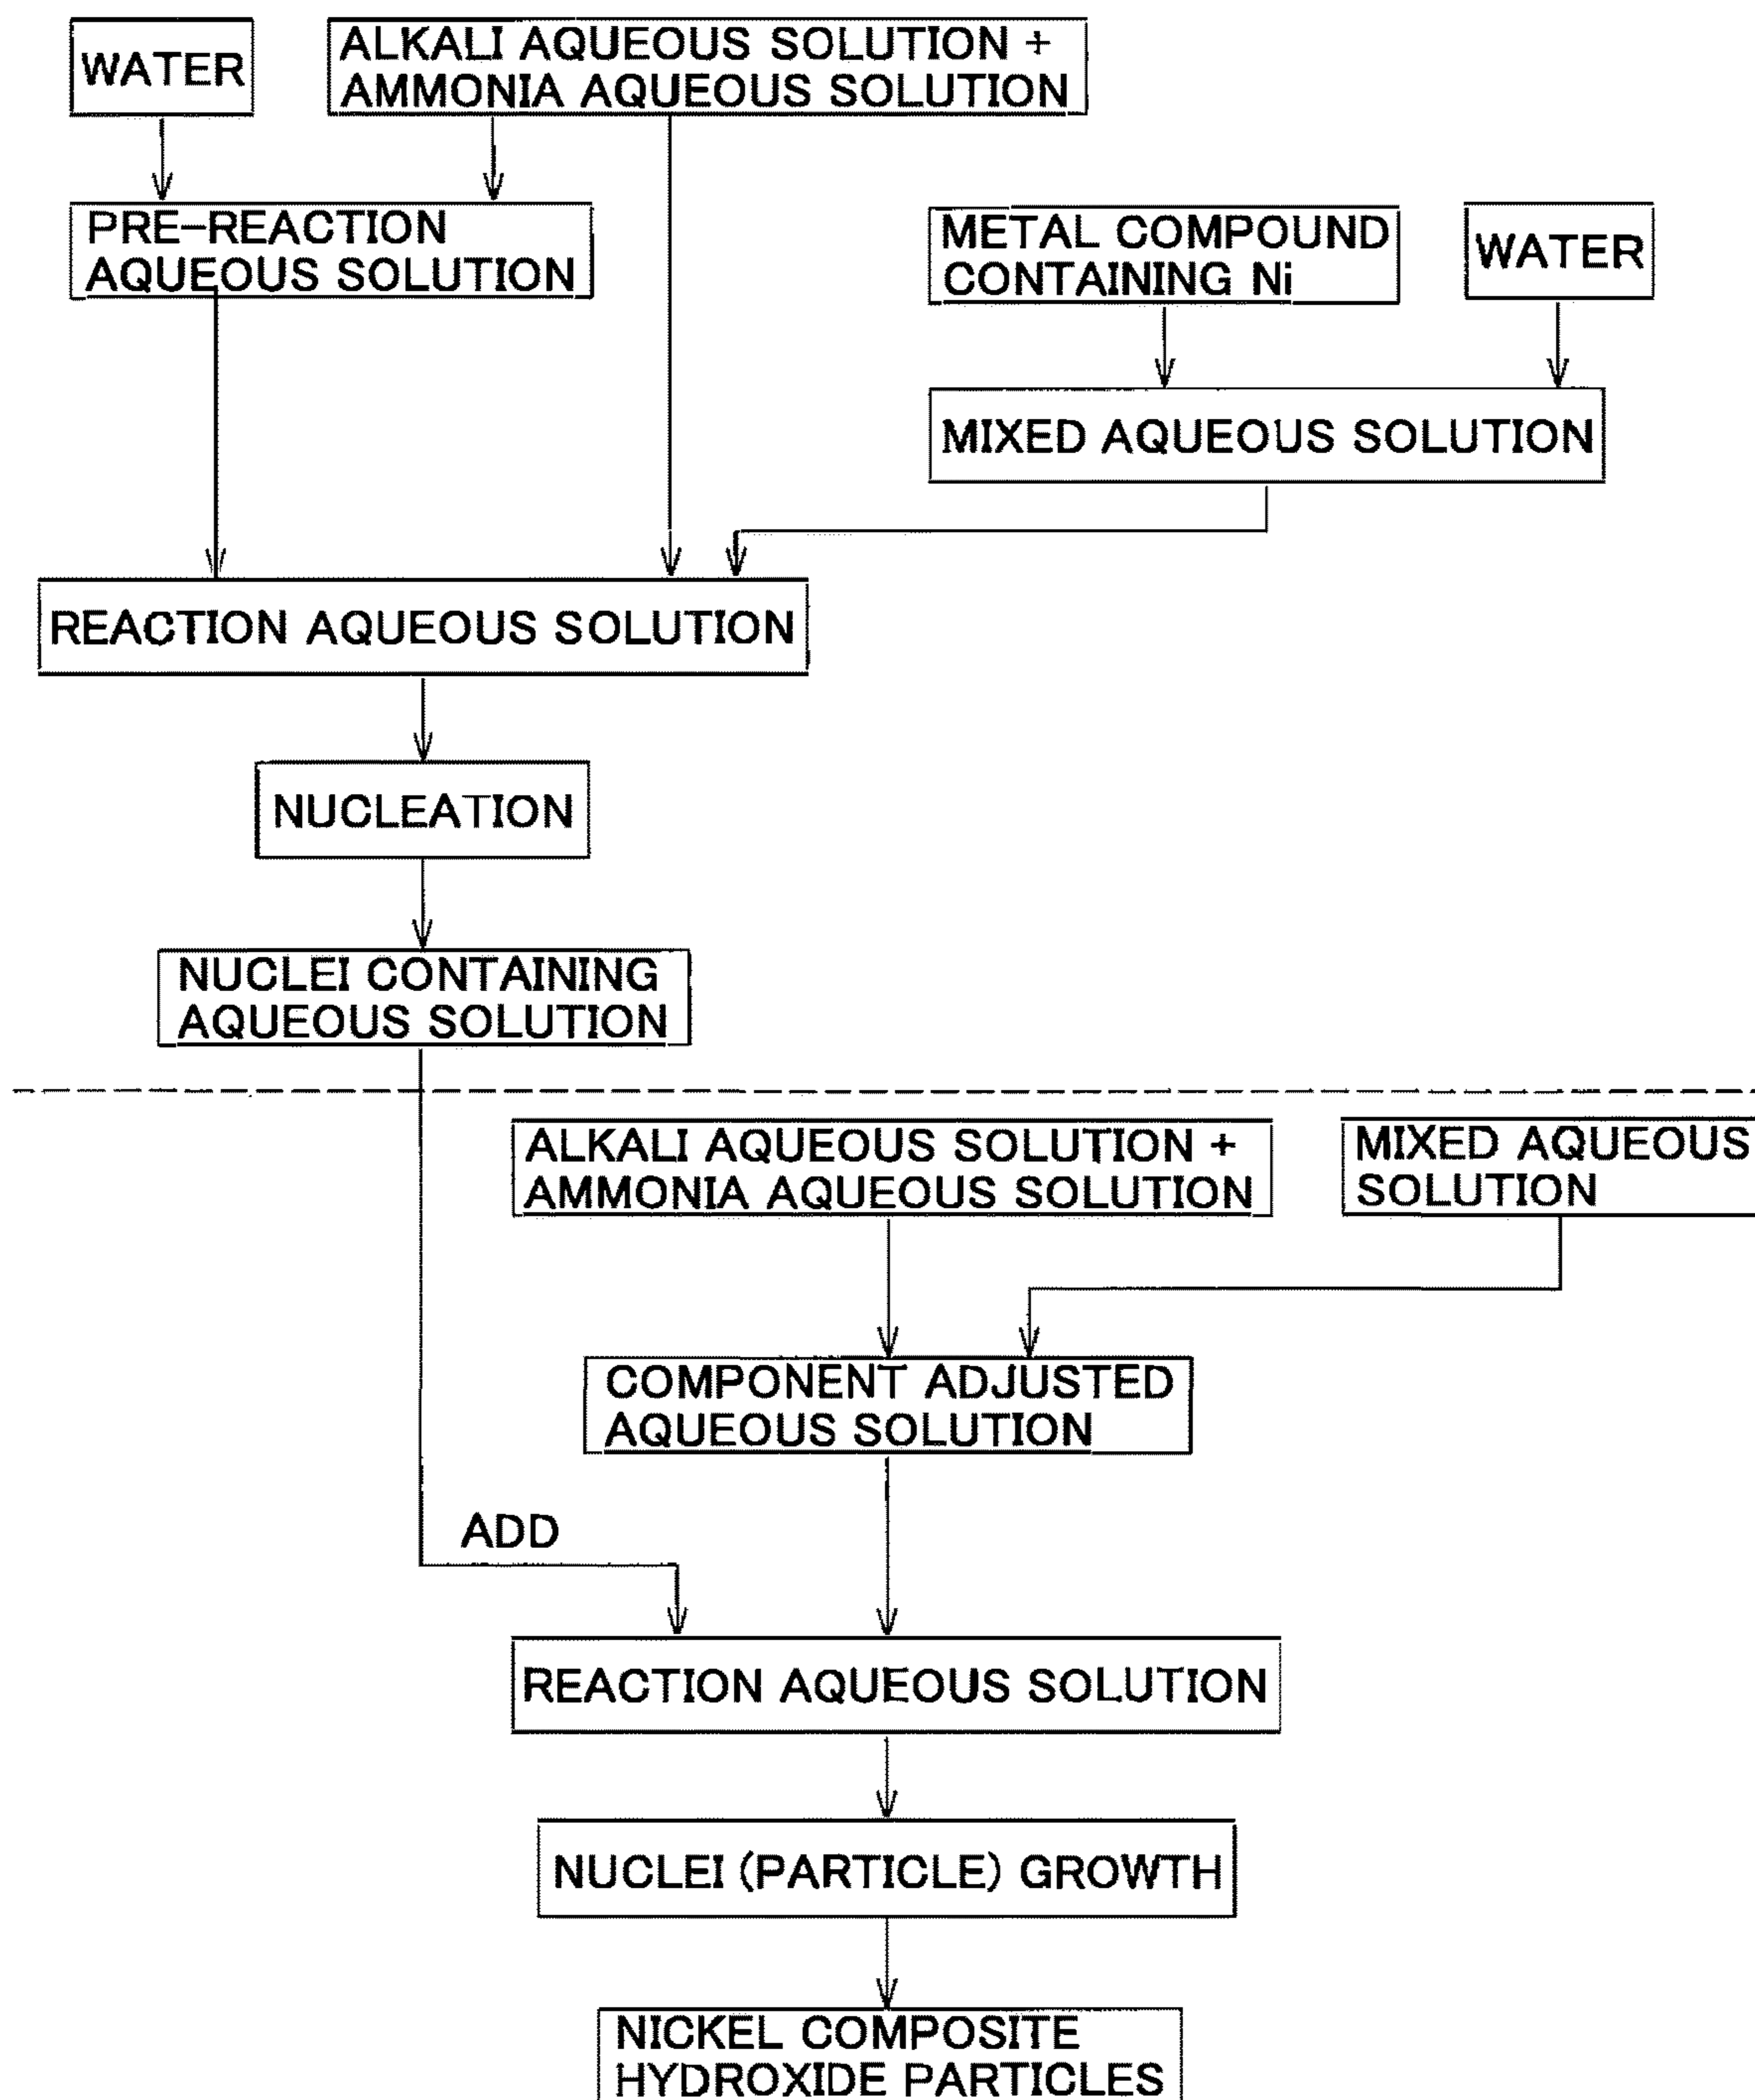 WATER
ALKALI AQUEOUS SOLUTION +
AMMONIA AQUEOUS SOLUTION
PRE-REACTION
AQUEOUS SOLUTION
METAL COMPOUND
CONTAINING Ni
WATER
MIXED AQUEOUS SOLUTION
REACTION AQUEOUS SOLUTION
NUCLEATION
NUCLEI CONTAINING
AQUEOUS SOLUTION
ALKALI AQUEOUS SOLUTION +
AMMONIA AQUEOUS SOLUTION
MIXED AQUEOUS
SOLUTION
COMPONENT ADJUSTED
AQUEOUS SOLUTION
ADD
REACTION AQUEOUS SOLUTION
NUCLEI (PARTICLE) GROWTH
NICKEL COMPOSITE
HYDROXIDE PARTICLES